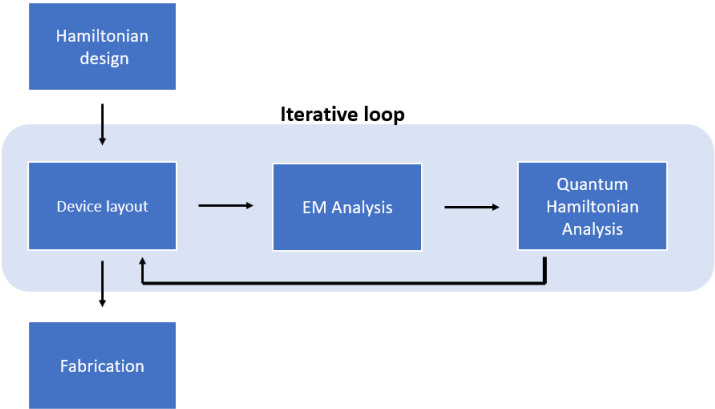 Hamiltonian
design
Iterative loop
Device layout
EM Analysis
Quantum
Hamiltonian
Analysis
Fabrication